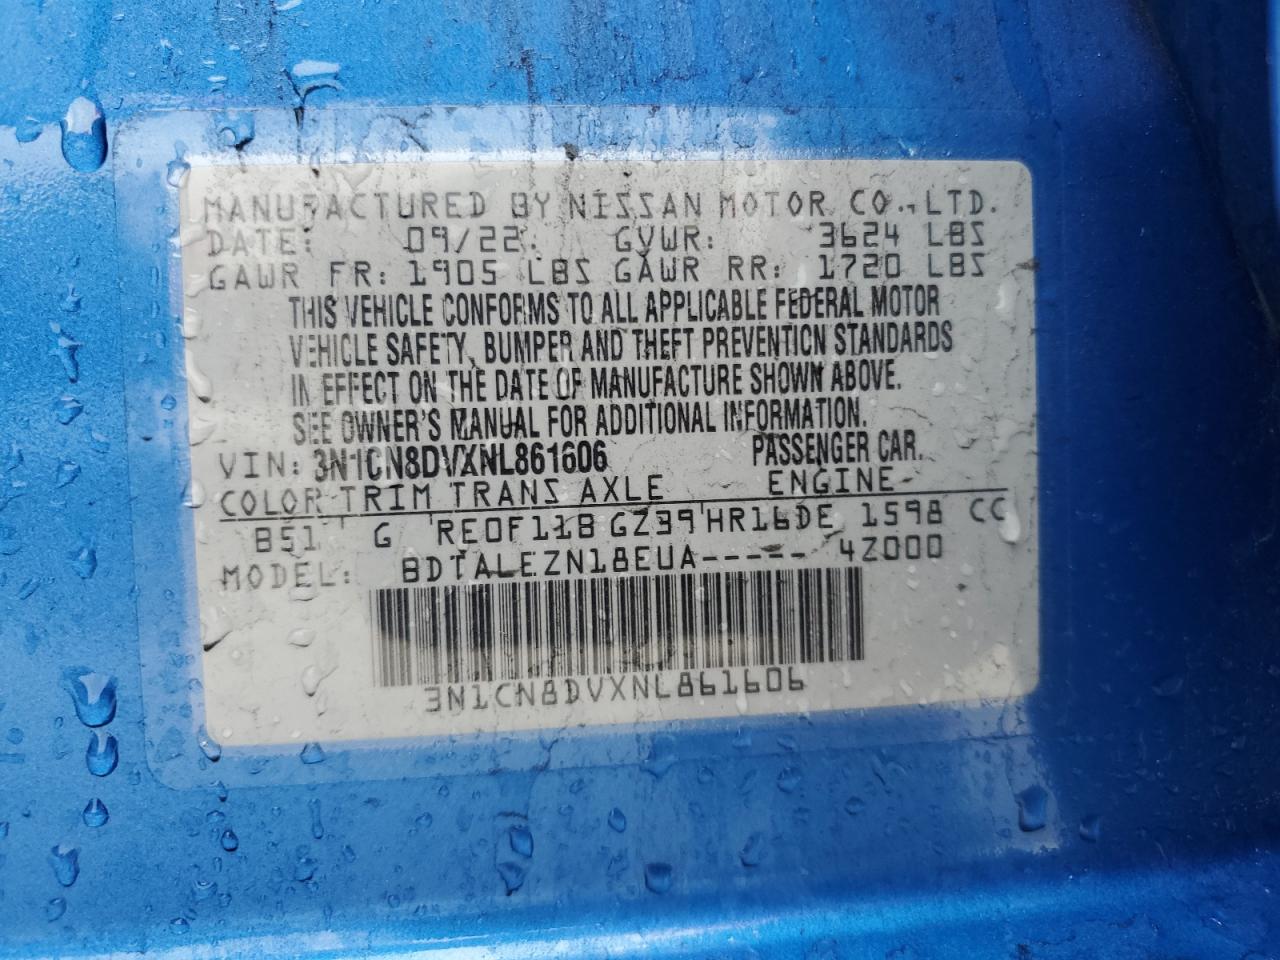 MANUFACTURED BY NISSAN MOTOR CO.,LTD.
DATE: 09/22. GVWR: 3624 LBS
GAWR FR: 1905 LBS GAWR RR: 1720 LBS
THIS VEHICLE CONFORMS TO ALL APPLICABLE FEDERAL MOTOR
VEHICLE SAFETY, BUMPER AND THEFT PREVENTION STANDARDS
IN EFFECT ON THE DATE OF MANUFACTURE SHOWN ABOVE.
SEE OWNER'S MANUAL FOR ADDITIONAL INFORMATION.
VIN: 3N1CN8DVXNL861606 PASSENGER CAR.
COLOR TRIM TRANS AXLE ENGINE
B51 G RE0F11B GZ39 HR16DE 1598 CC
MODEL: BDTALEZN18EUA----- 4Z000
3N1CN8DVXNL861606